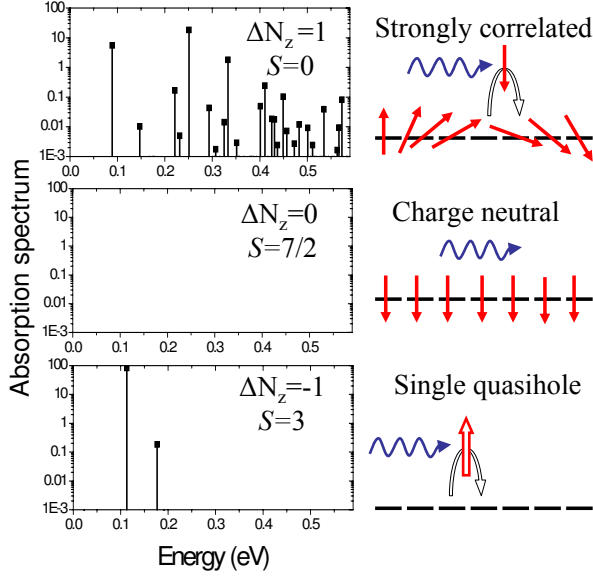 Absorption spectrum
100
10
1
0.1
0.01
1E-3
0.0 0.1 0.2 0.3 0.4 0.5
ΔN_z=1
S=0
Strongly correlated
100
10
1
0.1
0.01
1E-3
0.0 0.1 0.2 0.3 0.4 0.5
ΔN_z=0
S=7/2
Charge neutral
100
10
1
0.1
0.01
1E-3
0.0 0.1 0.2 0.3 0.4 0.5
ΔN_z=-1
S=3
Single quasihole
Energy (eV)